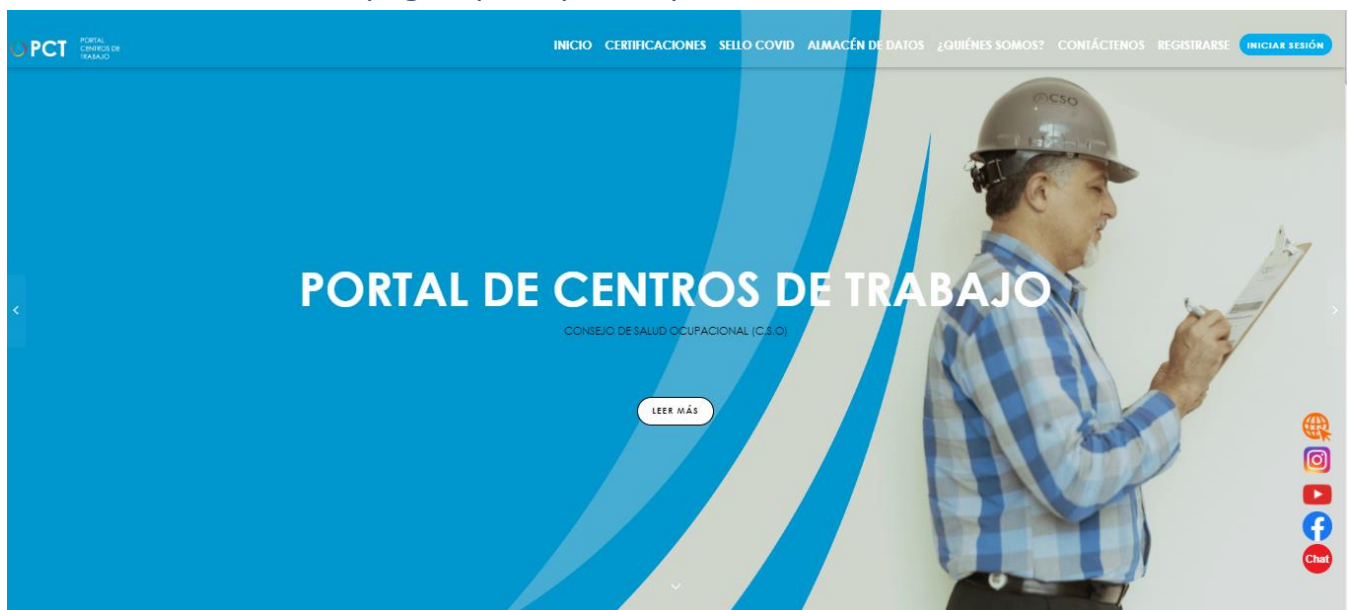 PCT
PORTAL
CENTROS DE
TRABAJO
INICIO CERTIFICACIONES SELLO COVID ALMACÉN DE DATOS ¿QUIÉNES SOMOS? CONTÁCTENOS REGISTRARSE INICIAR SESIÓN
CSO
PORTAL DE CENTROS DE TRABAJO
CONSEJO DE SALUD OCUPACIONAL (C.S.O)
LEER MÁS
Chat